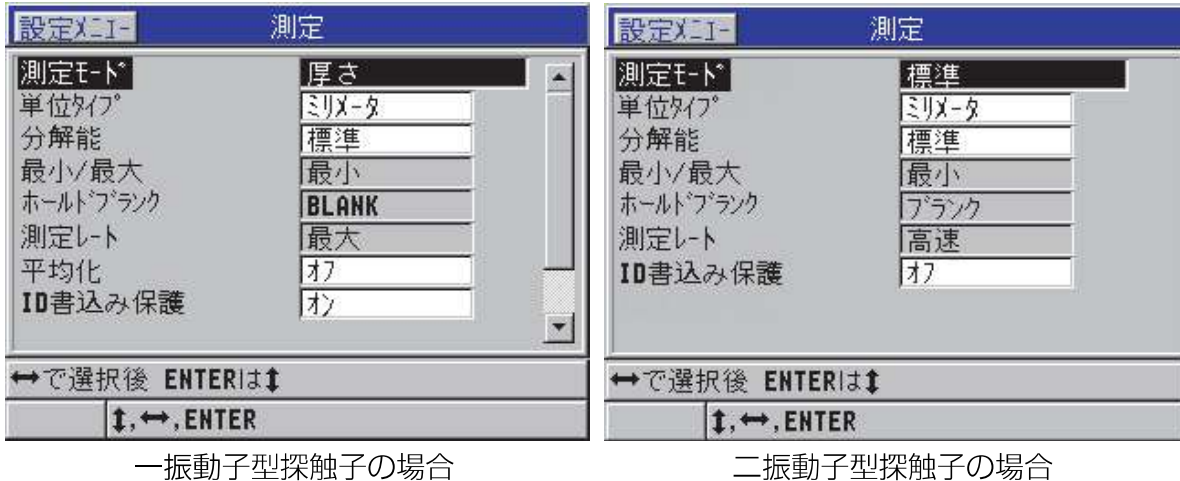 設定ﾒﾆｭｰ 測定
測定ﾓｰﾄﾞ 厚さ
単位ﾀｲﾌﾟ ﾐﾘﾒｰﾀ
分解能 標準
最小/最大 最小
ﾎｰﾙﾄﾞﾌﾞﾗﾝｸ BLANK
測定ﾚｰﾄ 最大
平均化 ｵﾌ
ID書込み保護 ｵﾝ
↔で選択後 ENTERは↕
↕,↔,ENTER
一振動子型探触子の場合
設定ﾒﾆｭｰ 測定
測定ﾓｰﾄﾞ 標準
単位ﾀｲﾌﾟ ﾐﾘﾒｰﾀ
分解能 標準
最小/最大 最小
ﾎｰﾙﾄﾞﾌﾞﾗﾝｸ ﾌﾞﾗﾝｸ
測定ﾚｰﾄ 高速
ID書込み保護 ｵﾌ
↔で選択後 ENTERは↕
↕,↔,ENTER
二振動子型探触子の場合